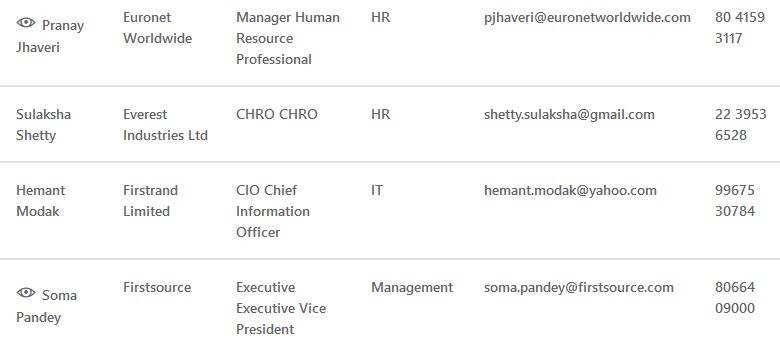 Pranay Jhaveri Euronet Worldwide Manager Human Resource Professional HR pjhaveri@euronetworldwide.com 80 4159 3117
Sulaksha Shetty Everest Industries Ltd CHRO CHRO HR shetty.sulaksha@gmail.com 22 3953 6528
Hemant Modak Firstrand Limited CIO Chief Information Officer IT hemant.modak@yahoo.com 99675 30784
Soma Pandey Firstsource Executive Executive Vice President Management soma.pandey@firstsource.com 80664 09000